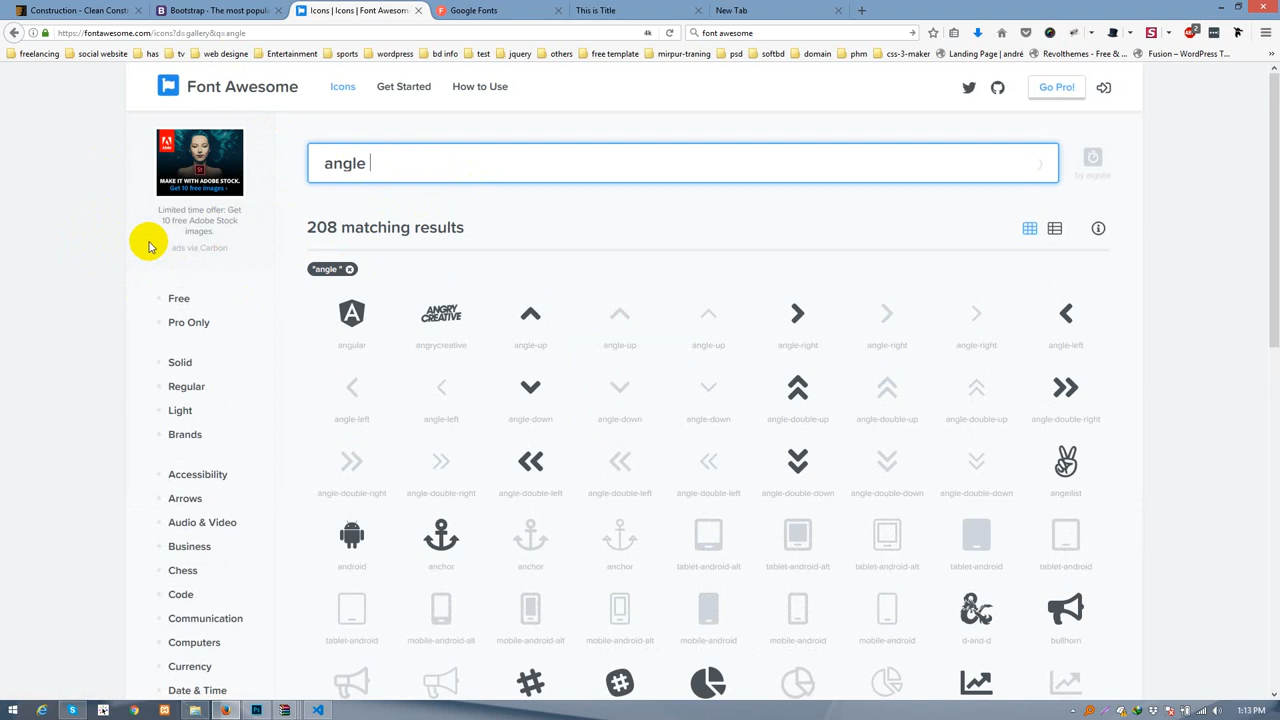 Construction - Clean Constr
Bootstrap - The most popul
Icons | Icons | Font Awesom
Google Fonts
This is Title
New Tab
https://fontawesome.com/icons?d=gallery&q=angle
4k
font awesome
freelancing
social website
has
tv
web designe
Entertainment
sports
wordpress
bd info
test
jquery
others
free template
mirpur-traning
psd
softbd
domain
phm
css-3-maker
Landing Page | andré
Revolthemes - Free & ...
Fusion – WordPress T...
Font Awesome
Icons
Get Started
How to Use
Go Pro!
MAKE IT WITH ADOBE STOCK.
Get 10 free images ›
Limited time offer: Get
10 free Adobe Stock
images.
ads via Carbon
angle
by algolia
208 matching results
"angle "
Free
Pro Only
Solid
Regular
Light
Brands
Accessibility
Arrows
Audio & Video
Business
Chess
Code
Communication
Computers
Currency
Date & Time
ANGRY
CREATIVE
angular
angrycreative
angle-up
angle-up
angle-up
angle-right
angle-right
angle-right
angle-left
angle-left
angle-left
angle-down
angle-down
angle-down
angle-double-up
angle-double-up
angle-double-up
angle-double-right
angle-double-right
angle-double-right
angle-double-left
angle-double-left
angle-double-left
angle-double-down
angle-double-down
angle-double-down
angellist
android
anchor
anchor
anchor
tablet-android-alt
tablet-android-alt
tablet-android-alt
tablet-android
tablet-android
tablet-android
mobile-android-alt
mobile-android-alt
mobile-android-alt
mobile-android
mobile-android
mobile-android
d-and-d
bullhorn
1:13 PM